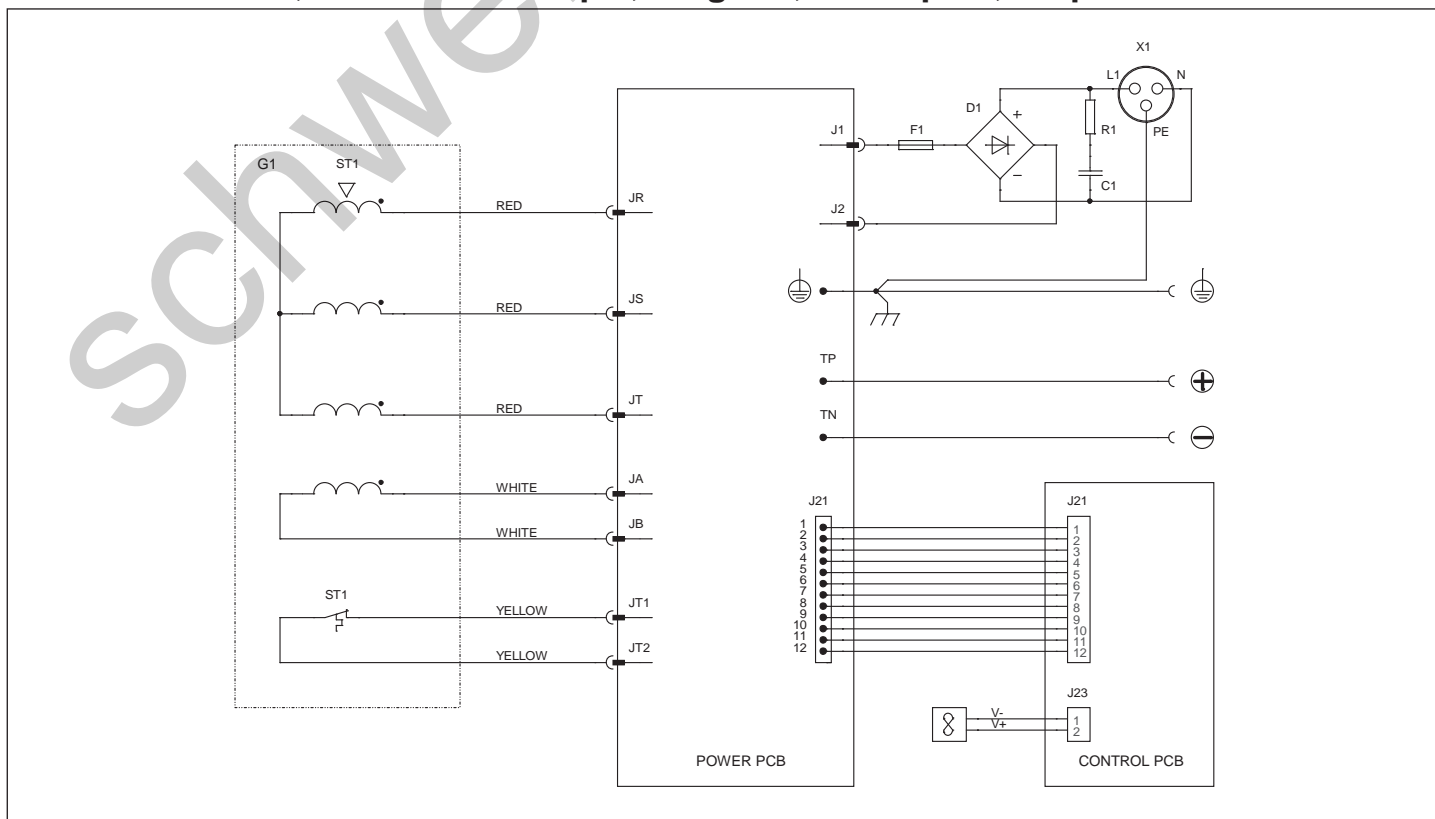 schwe
X1
L1
N
D1
+
J1
F1
R1
PE
G1
ST1
−
C1
JR
RED
J2
JS
RED
TP
JT
RED
TN
JA
WHITE
J21
J21
JB
WHITE
1
2
3
4
5
6
7
8
9
10
11
12
1
2
3
4
5
6
7
8
9
10
11
12
ST1
JT1
YELLOW
JT2
YELLOW
J23
V-
V+
1
2
POWER PCB
CONTROL PCB